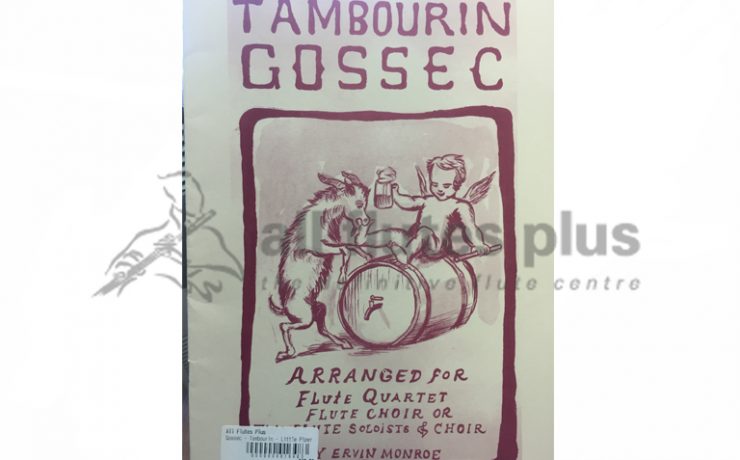 TAMBOURIN
GOSSEC
all flutes plus
the definitive flute centre
ARRANGED FOR
FLUTE QUARTET
FLUTE CHOIR OR
FLUTE SOLOISTS & CHOIR
ERVIN MONROE
All Flutes Plus
Gossec - Tambourin - Little Piper